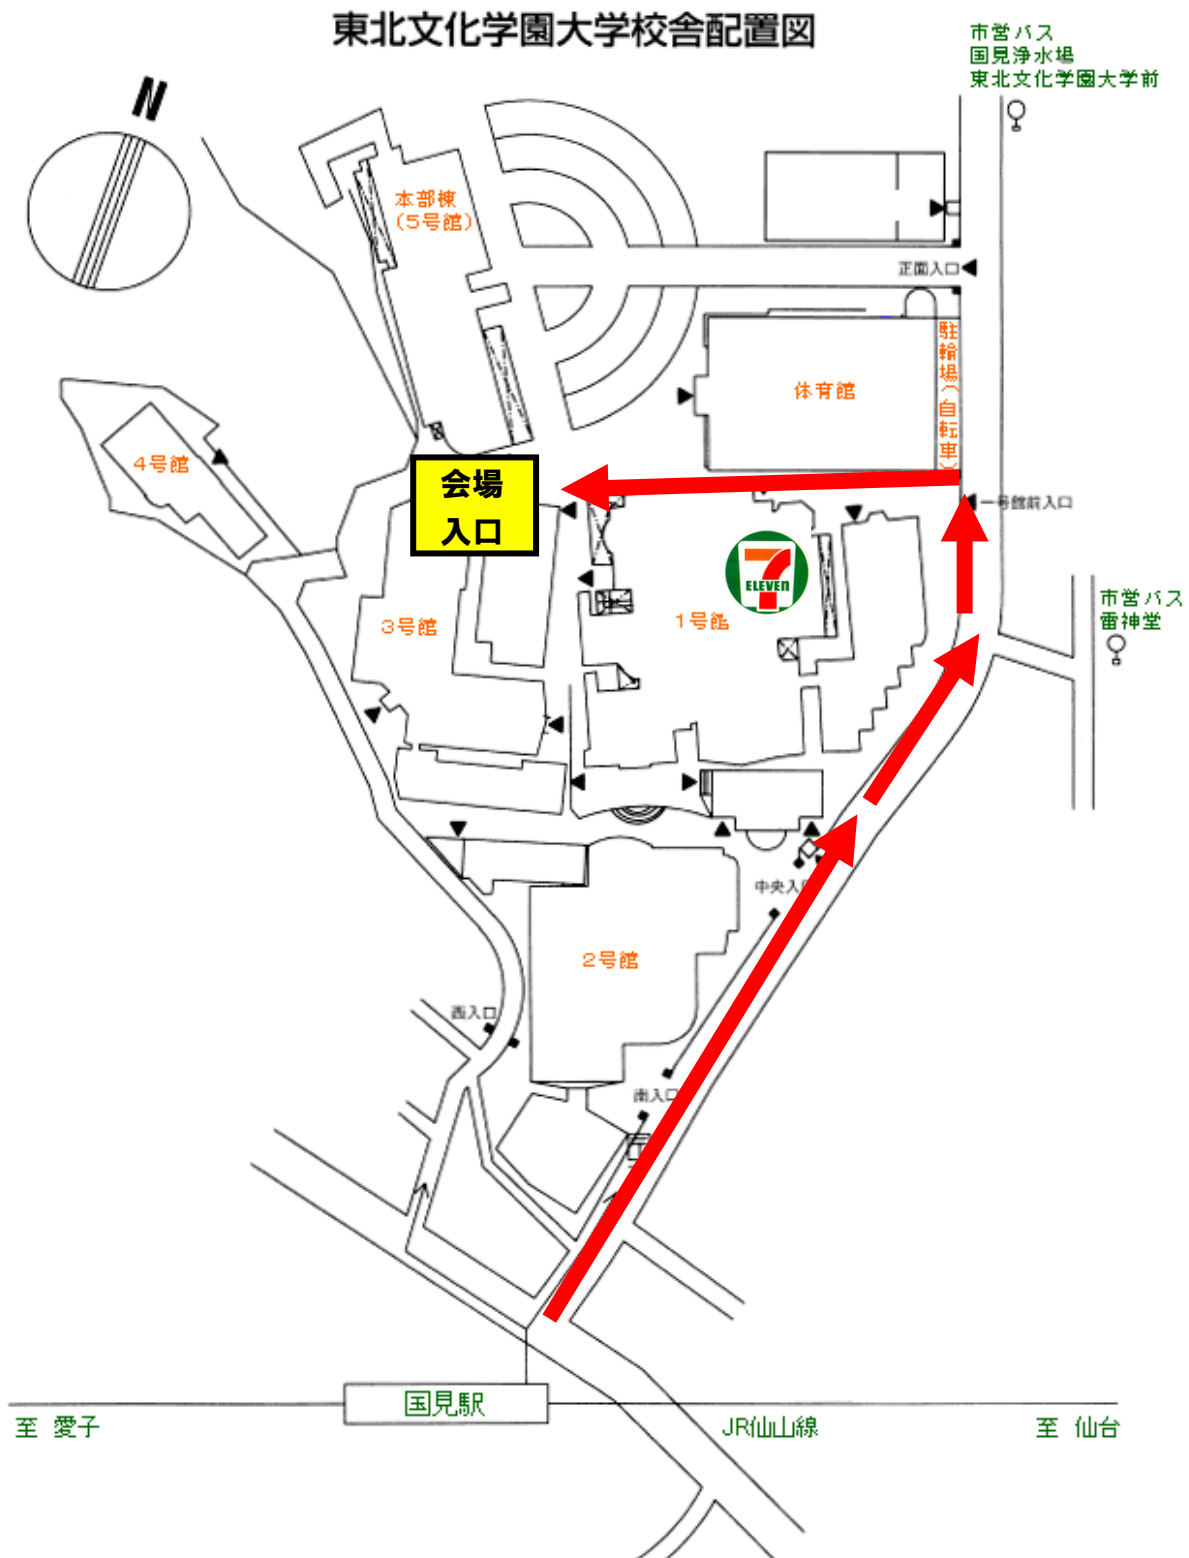 東北文化学園大学校舎配置図
市営バス
国見浄水場
東北文化学園大学前
N
本部棟
(5号館)
正面入口
駐輪場(自転車)
体育館
4号館
会場
入口
一号館前入口
7
ELEVEN
市営バス
雷神堂
3号館
1号館
中央入口
2号館
西入口
南入口
国見駅
至 愛子
JR仙山線
至 仙台